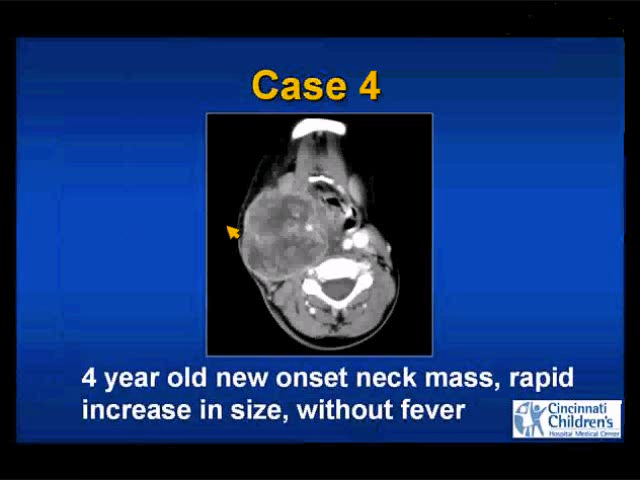 Case 4
4 year old new onset neck mass, rapid
increase in size, without fever
Cincinnati
Children's
Hospital Medical Center